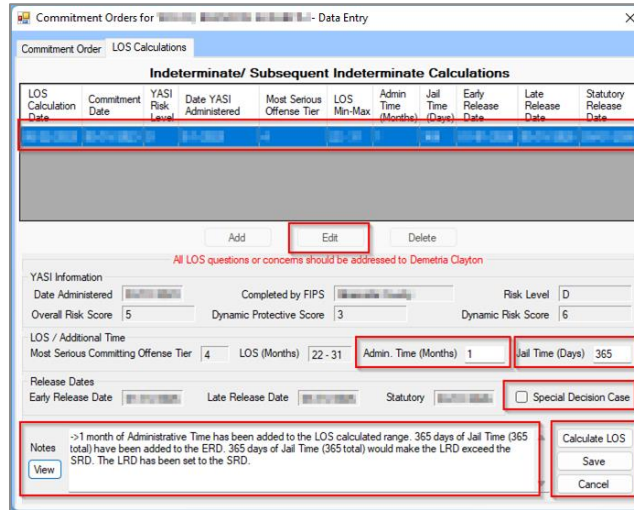 Commitment Orders for - Data Entry
Commitment Order LOS Calculations
Indeterminate/ Subsequent Indeterminate Calculations
LOS Calculation Date
Commitment Date
YASI Risk Level
Date YASI Administered
Most Serious Offense Tier
LOS Min-Max
Admin Time (Months)
Jail Time (Days)
Early Release Date
Late Release Date
Statutory Release Date
Add Edit Delete
All LOS questions or concerns should be addressed to Demetria Clayton
YASI Information
Date Administered Completed by FIPS Risk Level D
Overall Risk Score 5 Dynamic Protective Score 3 Dynamic Risk Score 6
LOS / Additional Time
Most Serious Committing Offense Tier 4 LOS (Months) 22 - 31 Admin. Time (Months) 1 Jail Time (Days) 365
Release Dates
Early Release Date Late Release Date Statutory Special Decision Case
Notes
View
->1 month of Administrative Time has been added to the LOS calculated range. 365 days of Jail Time (365
total) have been added to the ERD. 365 days of Jail Time (365 total) would make the LRD exceed the
SRD. The LRD has been set to the SRD.
Calculate LOS
Save
Cancel